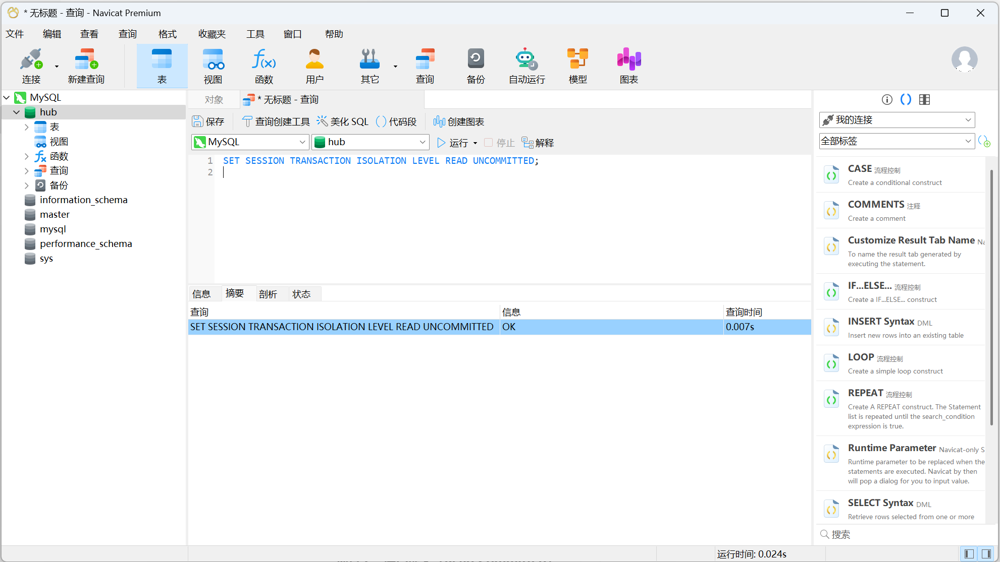 * 无标题 - 查询 - Navicat Premium
文件 编辑 查看 查询 格式 收藏夹 工具 窗口 帮助
连接 新建查询 表 视图 函数 用户 其它 查询 备份 自动运行 模型 图表
MySQL
hub
表
视图
函数
查询
备份
information_schema
master
mysql
performance_schema
sys
对象 * 无标题 - 查询
保存 查询创建工具 美化 SQL 代码段 创建图表
MySQL hub 运行 停止 解释
1 SET SESSION TRANSACTION ISOLATION LEVEL READ UNCOMMITTED;
2
信息 摘要 剖析 状态
查询 信息 查询时间
SET SESSION TRANSACTION ISOLATION LEVEL READ UNCOMMITTED OK 0.007s
我的连接
全部标签
CASE 流程控制
Create a conditional construct
COMMENTS 注释
Create a comment
Customize Result Tab Name Na
To name the result tab generated by
executing the statement.
IF...ELSE... 流程控制
Create a IF...ELSE... construct
INSERT Syntax DML
Insert new rows into an existing table
LOOP 流程控制
Create a simple loop construct
REPEAT 流程控制
Create A REPEAT construct. The Statement
list is repeated until the search_condition
expression is true.
Runtime Parameter Navicat-only S
Runtime parameter to be replaced when the
statements are executed. Navicat by then
will pop a dialog for you to input value.
SELECT Syntax DML
Retrieve rows selected from one or more
搜索
运行时间: 0.024s